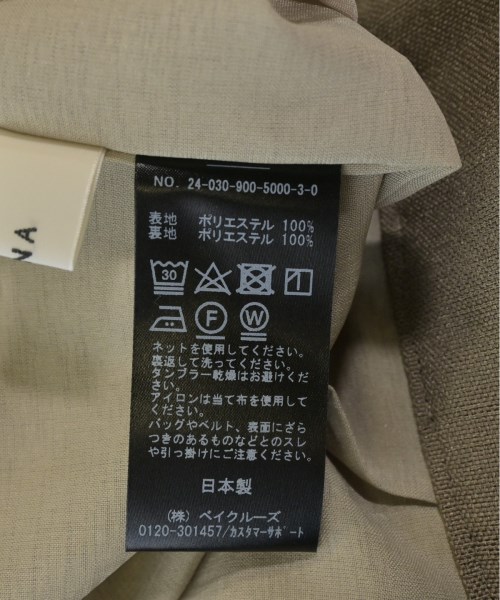 NO. 24-030-900-5000-3-0
表地 ポリエステル 100%
裏地 ポリエステル 100%
30
F
W
ネットを使用してください。
裏返して洗ってください。
タンブラー乾燥はお避けくだ
さい。
アイロンは当て布を使用して
ください。
バッグやベルト、表面にざら
つきのあるものなどとのスレ
や引っ掛けにご注意ください。
日本製
(株) ベイクルーズ
0120-301457/カスタマーサポート
NA